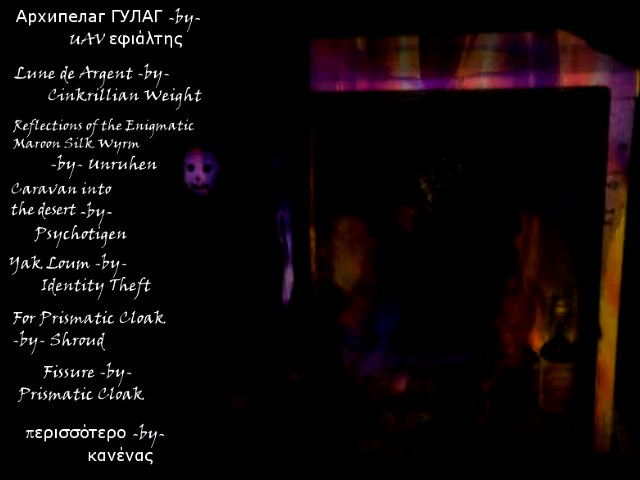 Архипелаг ГУЛАГ -by-
uAV εφιάλτης
Lune de Argent -by-
Cinkrillian Weight
Reflections of the Enigmatic
Maroon Silk Wyrm
-by- Unruhen
Caravan into
the desert -by-
Psychotigen
Yak Loum -by-
Identity Theft
For Prismatic Cloak
-by- Shroud
Fissure -by-
Prismatic Cloak
περισσότερο -by-
κανένας